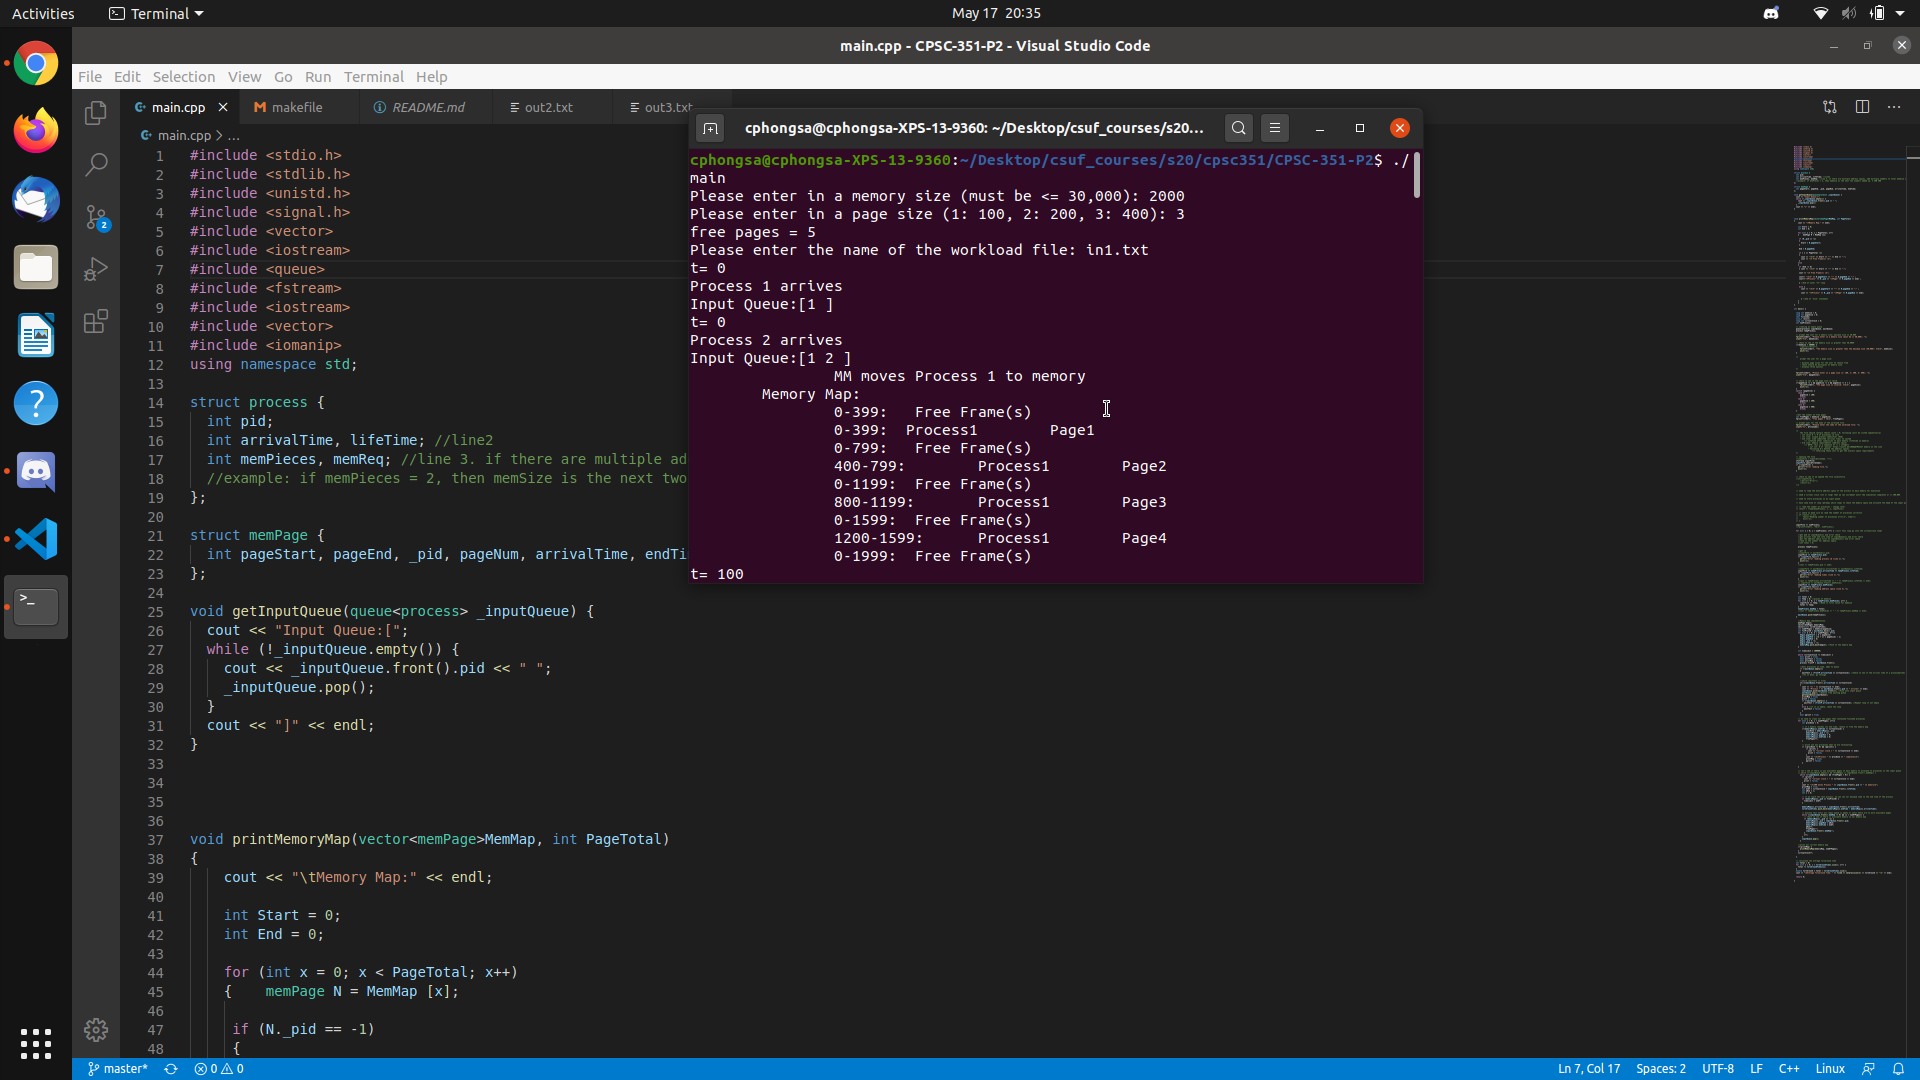 Activities
Terminal
May 17 20:35
main.cpp - CPSC-351-P2 - Visual Studio Code
File Edit Selection View Go Run Terminal Help
main.cpp
makefile
README.md
out2.txt
out3.txt
main.cpp > ...
2
1 #include <stdio.h>
2 #include <stdlib.h>
3 #include <unistd.h>
4 #include <signal.h>
5 #include <vector>
6 #include <iostream>
7 #include <queue>
8 #include <fstream>
9 #include <iostream>
10 #include <vector>
11 #include <iomanip>
12 using namespace std;
13
14 struct process {
15 int pid;
16 int arrivalTime, lifeTime; //line2
17 int memPieces, memReq; //line 3. if there are multiple ad
18 //example: if memPieces = 2, then memSize is the next two
19 };
20
21 struct memPage {
22 int pageStart, pageEnd, _pid, pageNum, arrivalTime, endTi
23 };
24
25 void getInputQueue(queue<process> _inputQueue) {
26 cout << "Input Queue:[";
27 while (!_inputQueue.empty()) {
28 cout << _inputQueue.front().pid << " ";
29 _inputQueue.pop();
30 }
31 cout << "]" << endl;
32 }
33
34
35
36
37 void printMemoryMap(vector<memPage>MemMap, int PageTotal)
38 {
39 cout << "\tMemory Map:" << endl;
40
41 int Start = 0;
42 int End = 0;
43
44 for (int x = 0; x < PageTotal; x++)
45 { memPage N = MemMap [x];
46
47 if (N._pid == -1)
48 {
cphongsa@cphongsa-XPS-13-9360: ~/Desktop/csuf_courses/s20...
cphongsa@cphongsa-XPS-13-9360:~/Desktop/csuf_courses/s20/cpsc351/CPSC-351-P2$ ./
main
Please enter in a memory size (must be <= 30,000): 2000
Please enter in a page size (1: 100, 2: 200, 3: 400): 3
free pages = 5
Please enter the name of the workload file: in1.txt
t= 0
Process 1 arrives
Input Queue:[1 ]
t= 0
Process 2 arrives
Input Queue:[1 2 ]
MM moves Process 1 to memory
Memory Map:
0-399: Free Frame(s)
0-399: Process1 Page1
0-799: Free Frame(s)
400-799: Process1 Page2
0-1199: Free Frame(s)
800-1199: Process1 Page3
0-1599: Free Frame(s)
1200-1599: Process1 Page4
0-1999: Free Frame(s)
t= 100
master* 0 0
Ln 7, Col 17 Spaces: 2 UTF-8 LF C++ Linux